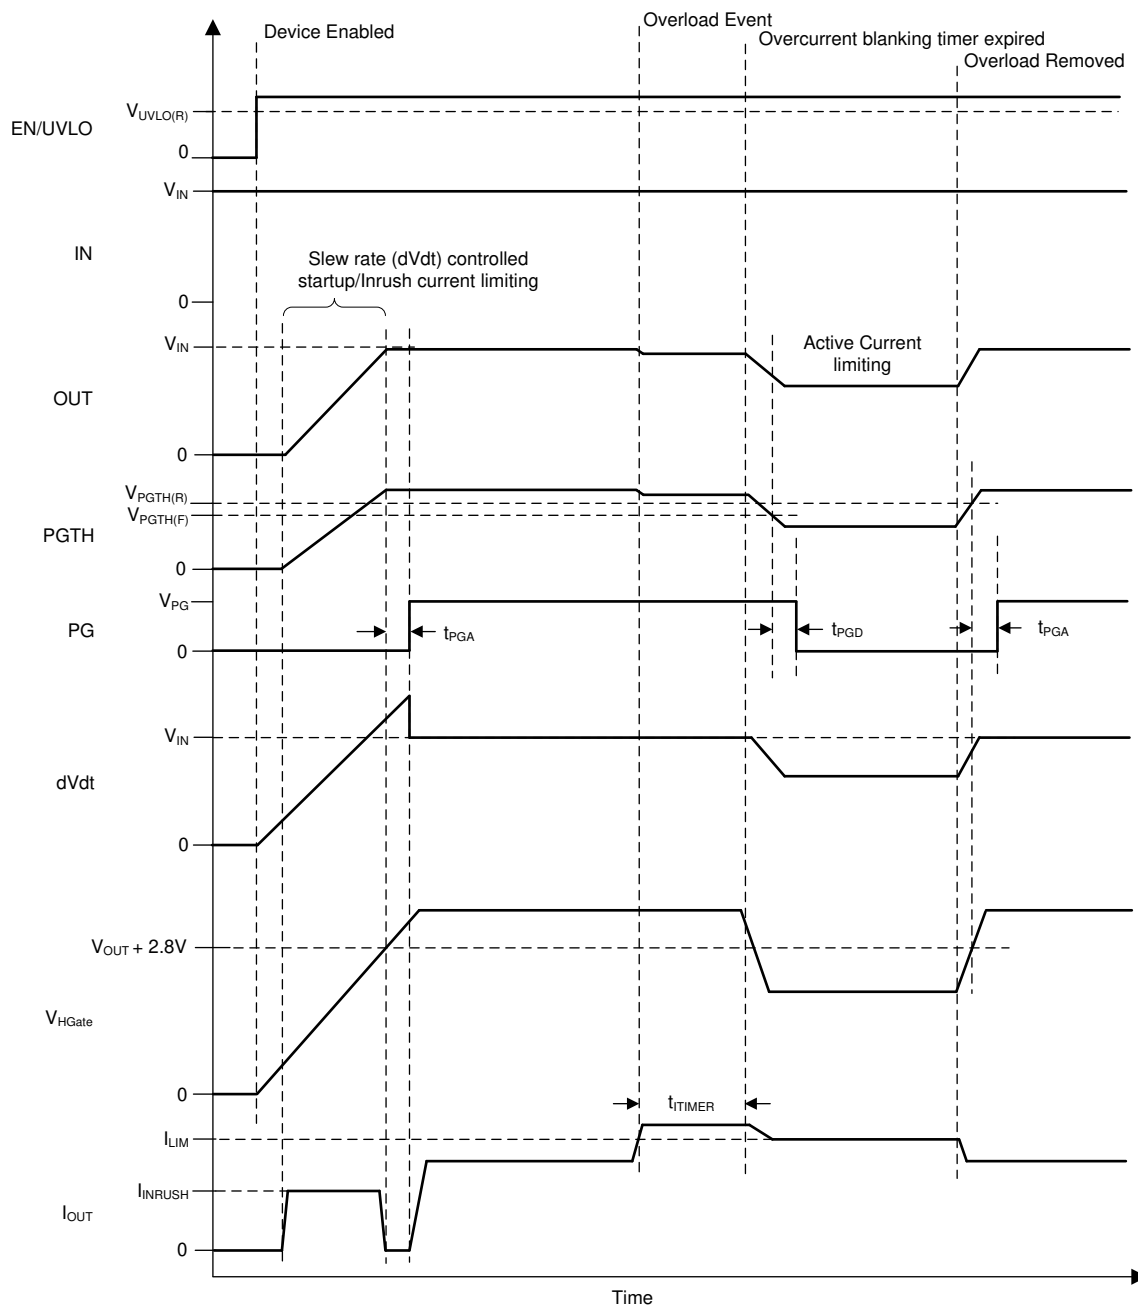 Device Enabled
Overload Event
Overcurrent blanking timer expired
Overload Removed
EN/UVLO
VUVLO(R)
0
VIN
IN
0
Slew rate (dVdt) controlled
startup/Inrush current limiting
VIN
OUT
0
Active Current
limiting
VPGTH(R)
VPGTH(F)
PGTH
0
VPG
PG
0
tPGA
tPGD
tPGA
VIN
dVdt
0
VOUT + 2.8V
VHGate
0
tITIMER
ILIM
IINRUSH
IOUT
0
Time